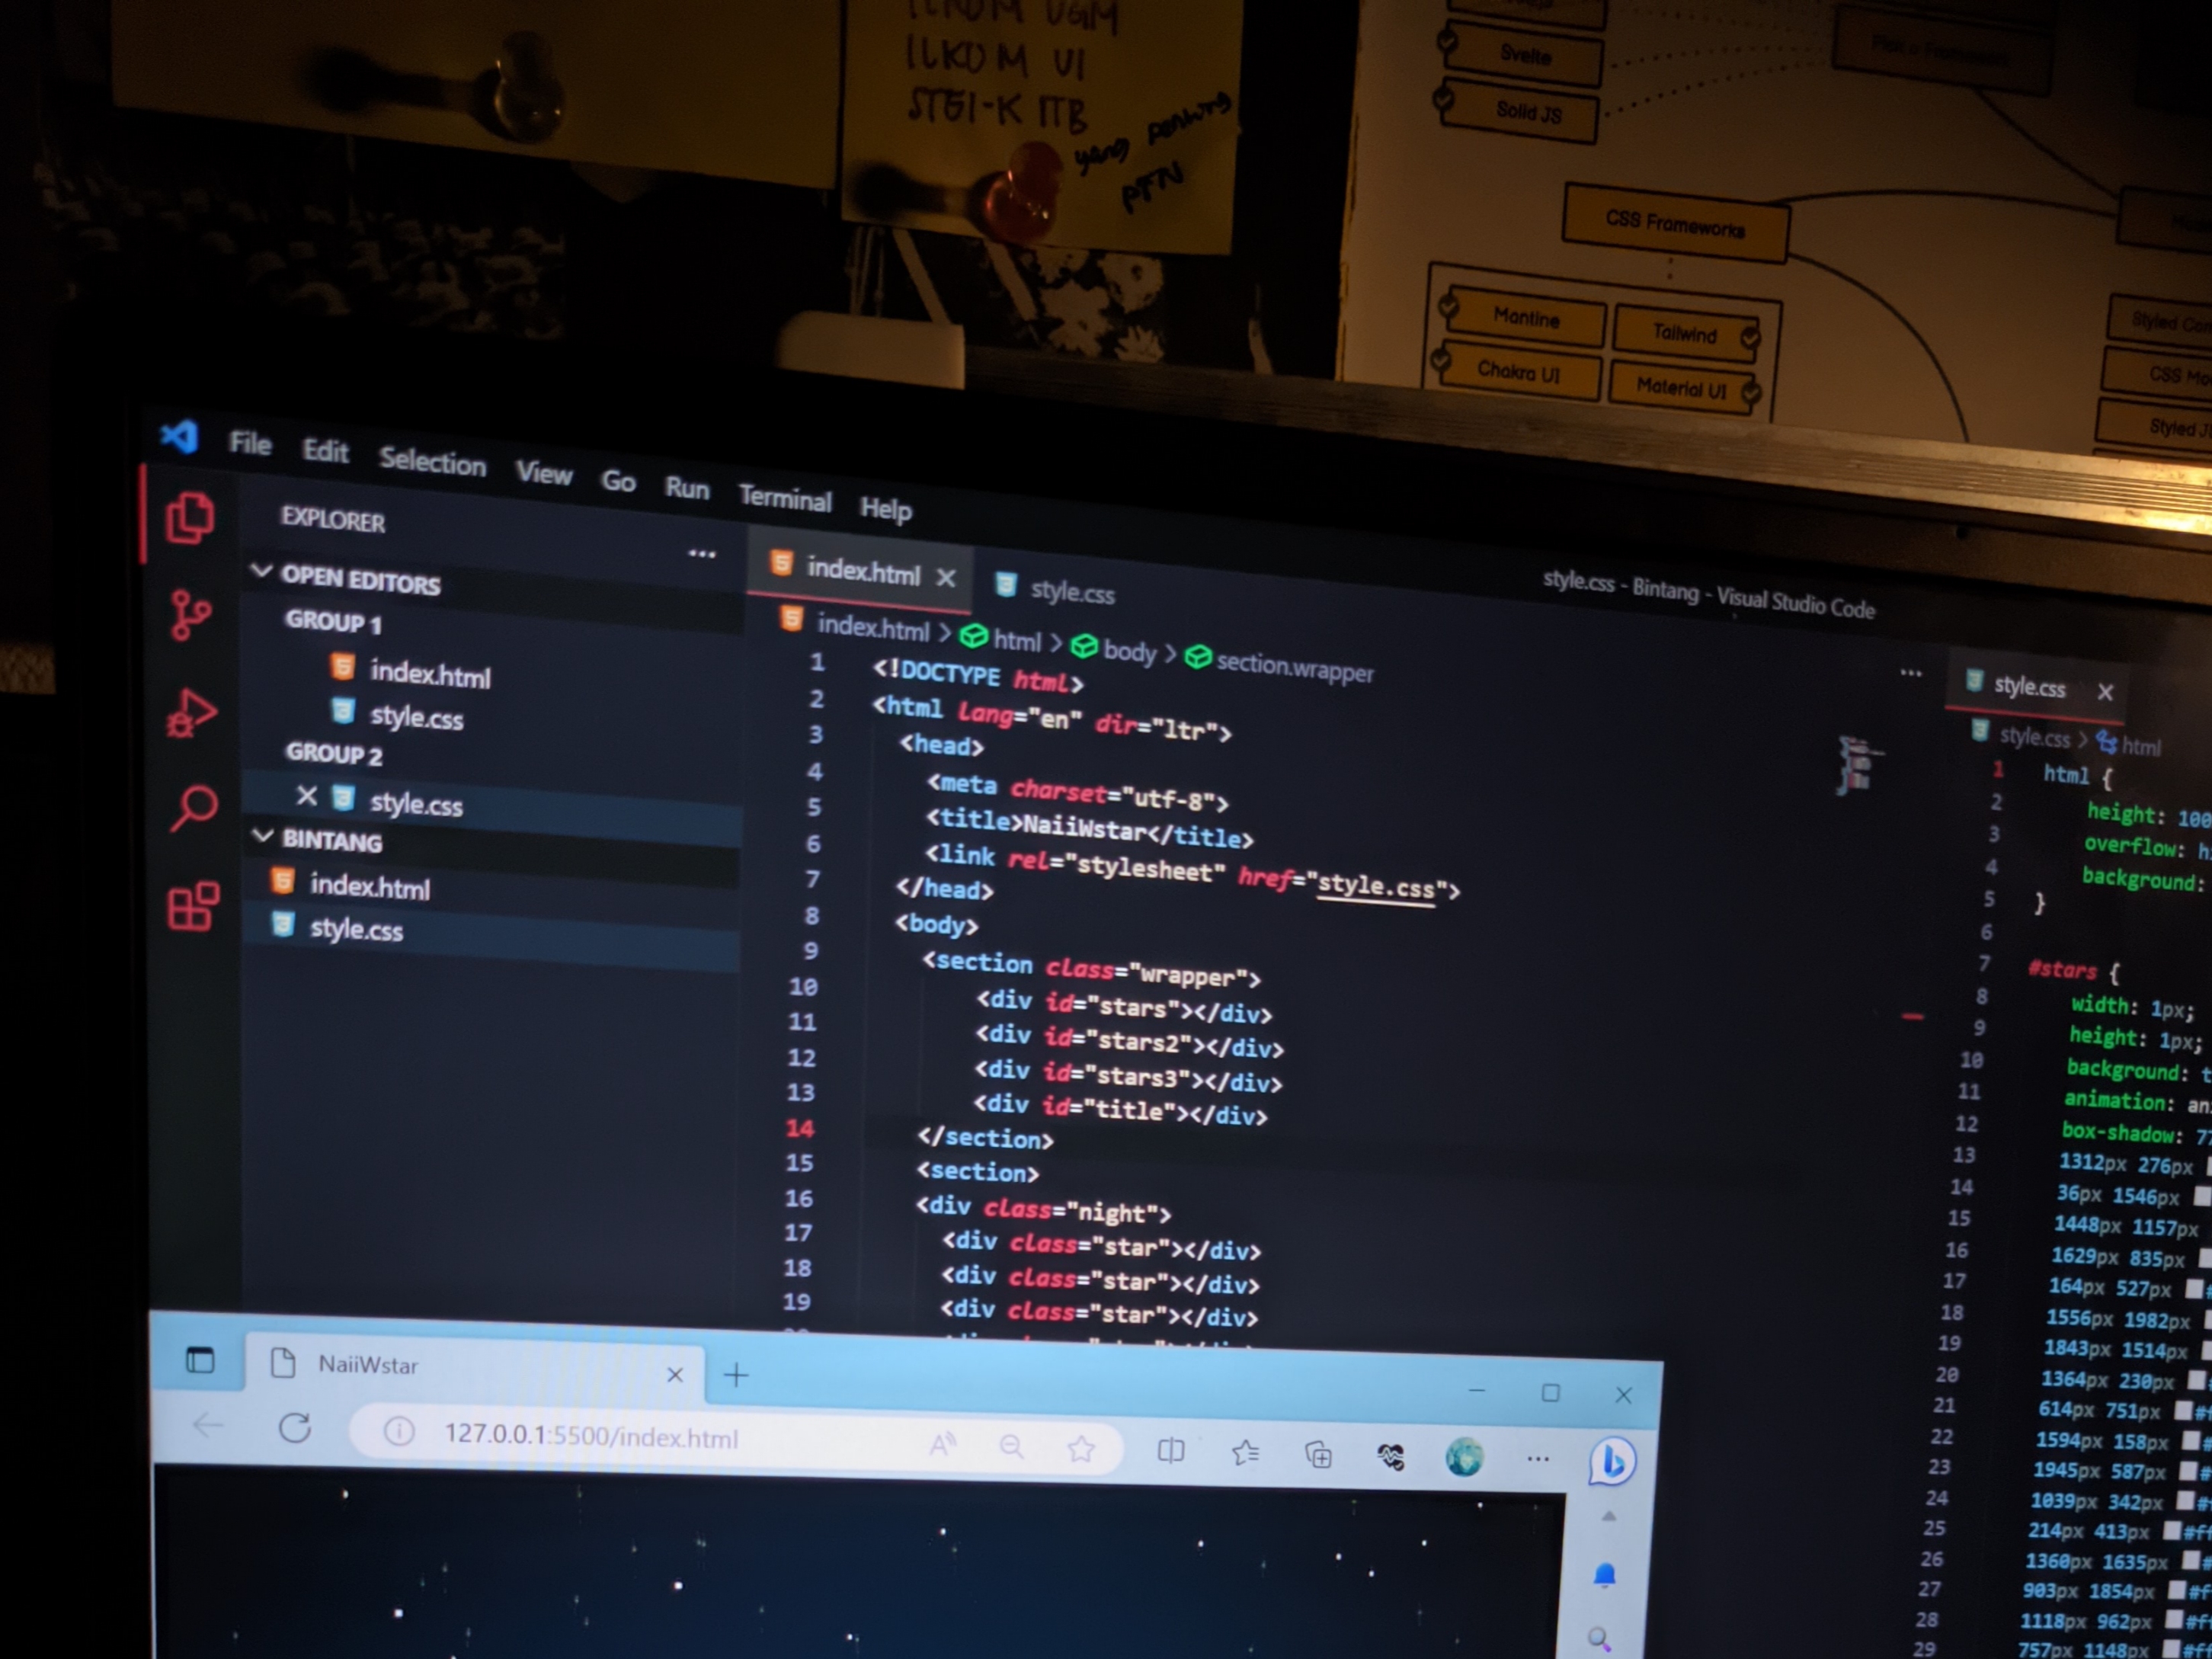 ILKOM UGM
ILKOM UI
STEI-K ITB
yang penting
PTN
Svelte
Solid JS
CSS Frameworks
Mantine
Tailwind
Chakra UI
Material UI
Styled
CSS
Styled
File Edit Selection View Go Run Terminal Help
style.css - Bintang - Visual Studio Code
EXPLORER
OPEN EDITORS
GROUP 1
index.html
style.css
GROUP 2
style.css
BINTANG
index.html
style.css
index.html
style.css
index.html > html > body > section.wrapper
1 <!DOCTYPE html>
2 <html lang="en" dir="ltr">
3 <head>
4 <meta charset="utf-8">
5 <title>NaiiWstar</title>
6 <link rel="stylesheet" href="style.css">
7 </head>
8 <body>
9 <section class="wrapper">
10 <div id="stars"></div>
11 <div id="stars2"></div>
12 <div id="stars3"></div>
13 <div id="title"></div>
14 </section>
15 <section>
16 <div class="night">
17 <div class="star"></div>
18 <div class="star"></div>
19 <div class="star"></div>
style.css
style.css > html
1 html {
2 height: 100
3 overflow: h
4 background:
5 }
6
7 #stars {
8 width: 1px;
9 height: 1px;
10 background: t
11 animation: an
12 box-shadow: 77
13 1312px 276px
14 36px 1546px
15 1448px 1157px
16 1629px 835px
17 164px 527px #
18 1556px 1982px
19 1843px 1514px
20 1364px 230px #
21 614px 751px #f
22 1594px 158px #
23 1945px 587px #
24 1039px 342px #
25 214px 413px #ff
26 1360px 1635px #
27 903px 1854px #f
28 1118px 962px #ff
29 757px 1148px #f
NaiiWstar
127.0.0.1:5500/index.html